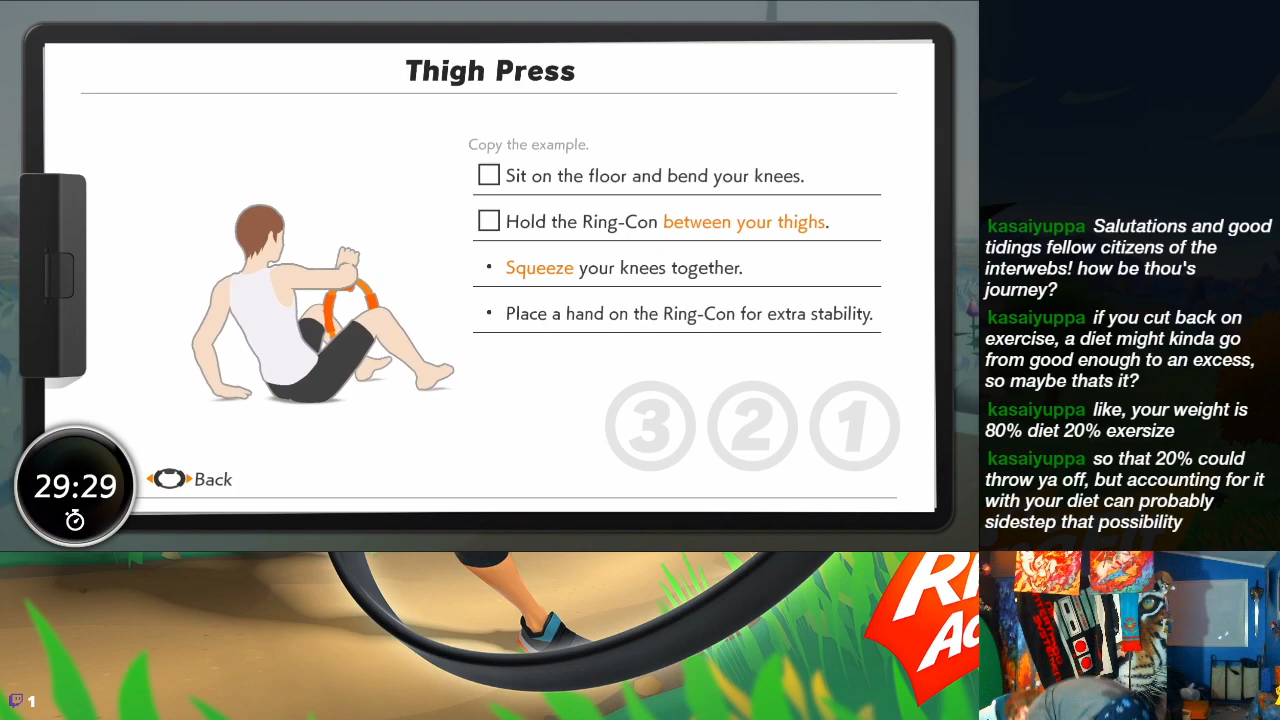 Thigh Press
Copy the example.
Sit on the floor and bend your knees.
Hold the Ring-Con between your thighs.
• Squeeze your knees together.
• Place a hand on the Ring-Con for extra stability.
3 2 1
29:29
Back
1
kasaiyuppa Salutations and good
tidings fellow citizens of the
interwebs! how be thou's
journey?
kasaiyuppa if you cut back on
exercise, a diet might kinda go
from good enough to an excess,
so maybe thats it?
kasaiyuppa like, your weight is
80% diet 20% exersize
kasaiyuppa so that 20% could
throw ya off, but accounting for it
with your diet can probably
sidestep that possibility